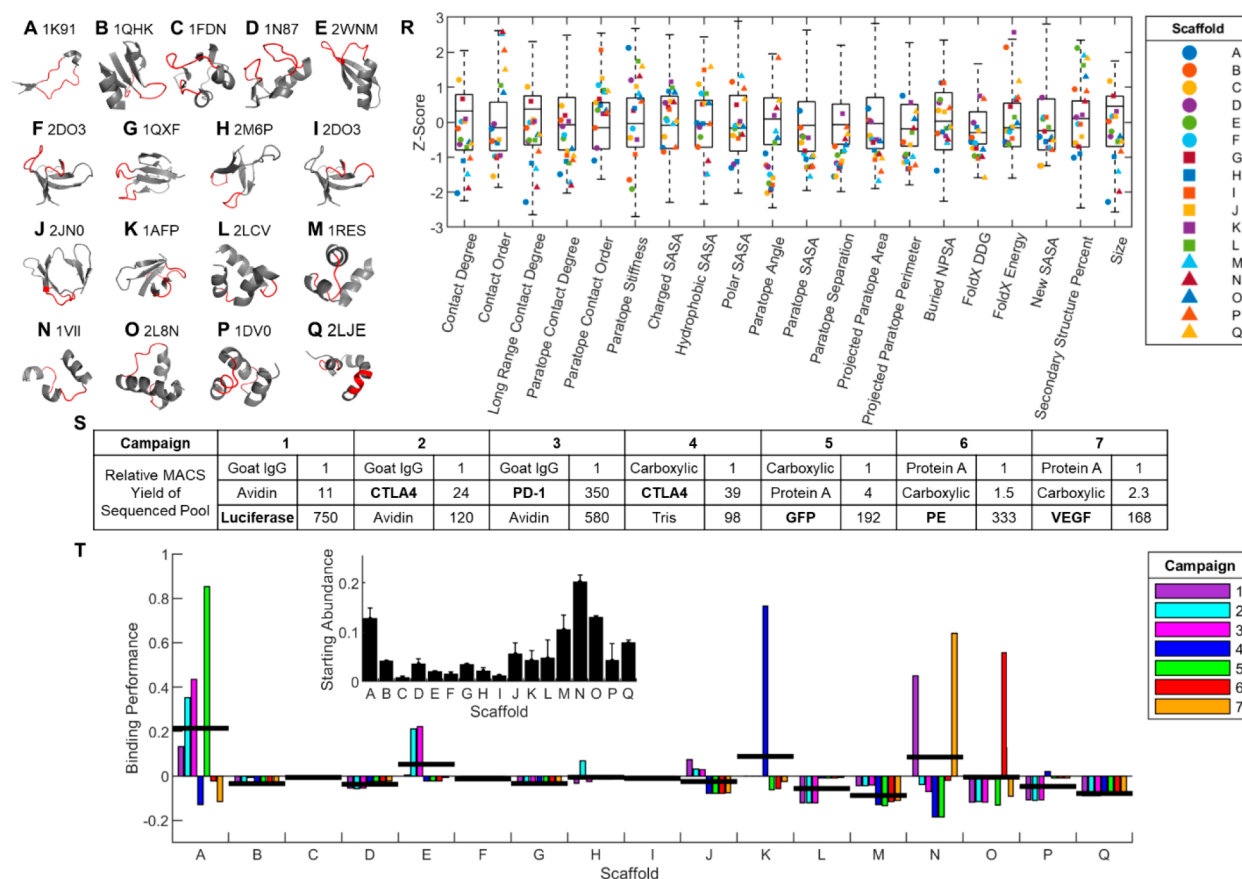 A 1K91
B 1QHK
C 1FDN
D 1N87
E 2WNM
F 2DO3
G 1QXF
H 2M6P
I 2DO3
J 2JN0
K 1AFP
L 2LCV
M 1RES
N 1VII
O 2L8N
P 1DV0
Q 2LJE
R
Z-Score
3
2
1
0
-1
-2
-3
Contact Degree
Contact Order
Long Range Contact Degree
Paratope Contact Degree
Paratope Contact Order
Paratope Stiffness
Charged SASA
Hydrophobic SASA
Polar SASA
Paratope Angle
Paratope SASA
Paratope Separation
Projected Paratope Area
Projected Paratope Perimeter
Buried NPSA
FoldX DDG
FoldX Energy
New SASA
Secondary Structure Percent
Size
Scaffold
A
B
C
D
E
F
G
H
I
J
K
L
M
N
O
P
Q
S
Campaign 1 2 3 4 5 6 7
Relative MACS Yield of Sequenced Pool
Goat IgG 1 Goat IgG 1 Goat IgG 1 Carboxylic 1 Carboxylic 1 Protein A 1 Protein A 1
Avidin 11 CTLA4 24 PD-1 350 CTLA4 39 Protein A 4 Carboxylic 1.5 Carboxylic 2.3
Luciferase 750 Avidin 120 Avidin 580 Tris 98 GFP 192 PE 333 VEGF 168
T
Binding Performance
1
0.8
0.6
0.4
0.2
0
-0.2
A B C D E F G H I J K L M N O P Q
Scaffold
Starting Abundance
0.2
0.1
0
A B C D E F G H I J K L M N O P Q
Scaffold
Campaign
1
2
3
4
5
6
7